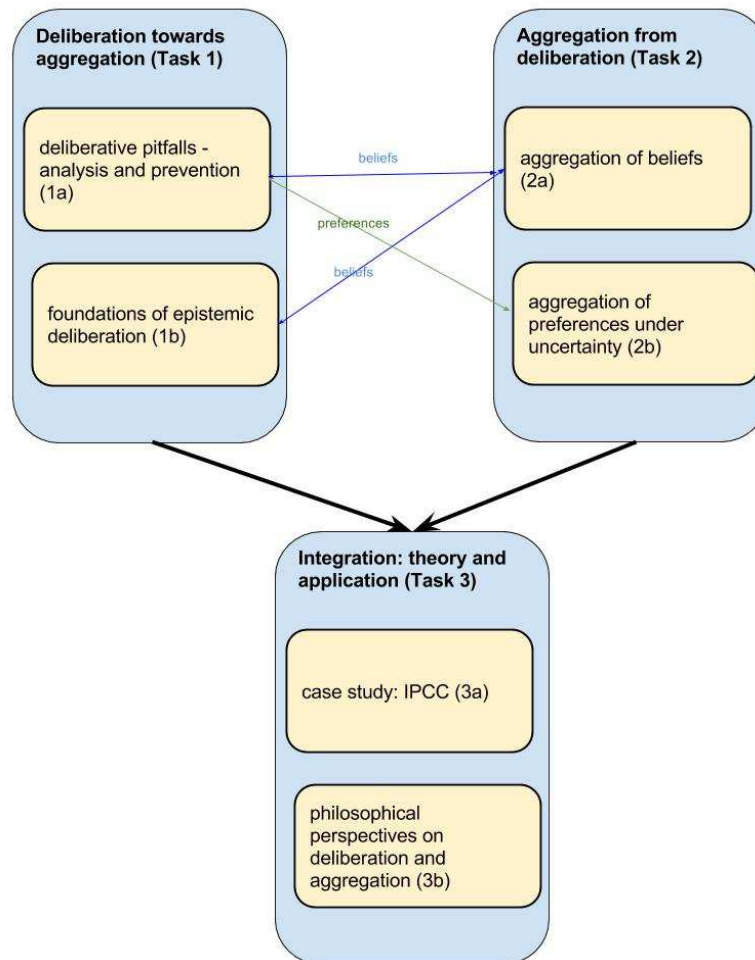 Deliberation towards
aggregation (Task 1)
deliberative pitfalls -
analysis and prevention
(1a)
foundations of epistemic
deliberation (1b)
beliefs
preferences
beliefs
Aggregation from
deliberation (Task 2)
aggregation of beliefs
(2a)
aggregation of
preferences under
uncertainty (2b)
Integration: theory and
application (Task 3)
case study: IPCC (3a)
philosophical
perspectives on
deliberation and
aggregation (3b)